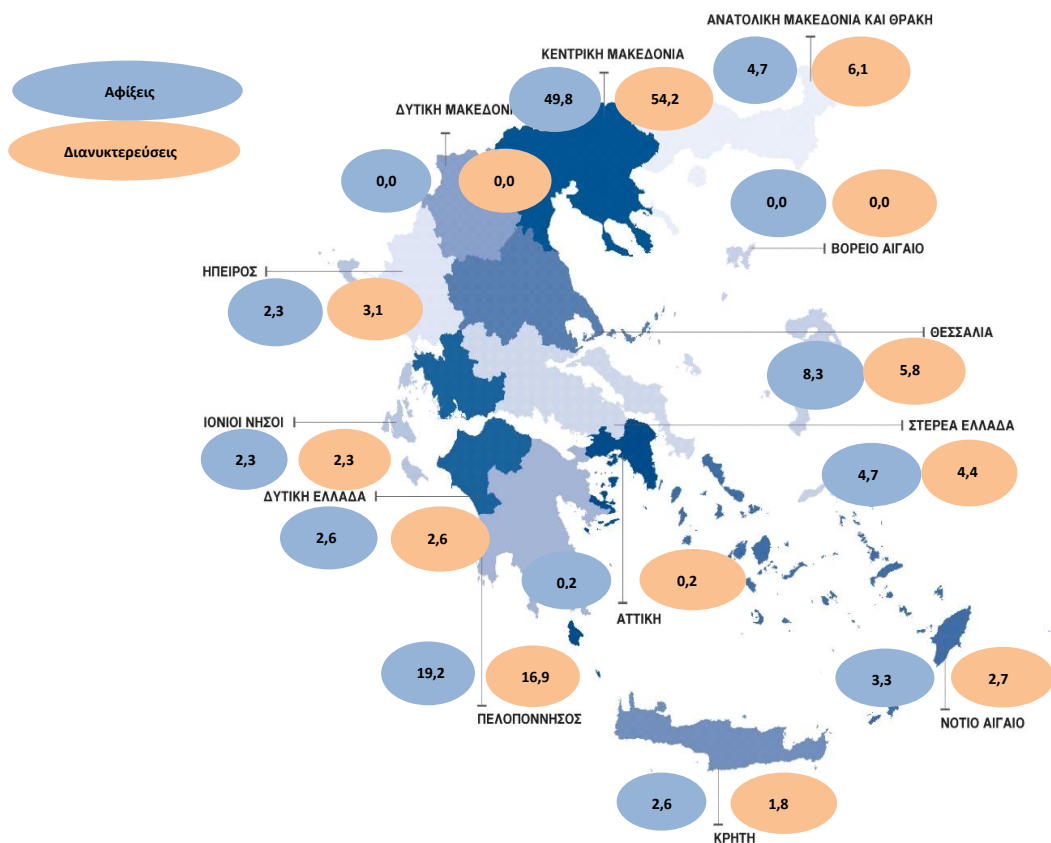 ΑΝΑΤΟΛΙΚΗ ΜΑΚΕΔΟΝΙΑ ΚΑΙ ΘΡΑΚΗ
4,7 6,1
ΚΕΝΤΡΙΚΗ ΜΑΚΕΔΟΝΙΑ
49,8 54,2
Αφίξεις
Διανυκτερεύσεις
ΔΥΤΙΚΗ ΜΑΚΕΔΟΝΙ
0,0 0,0
0,0 0,0
ΒΟΡΕΙΟ ΑΙΓΑΙΟ
ΗΠΕΙΡΟΣ
2,3 3,1
ΘΕΣΣΑΛΙΑ
8,3 5,8
ΙΟΝΙΟΙ ΝΗΣΟΙ
2,3 2,3
ΣΤΕΡΕΑ ΕΛΛΑΔΑ
4,7 4,4
ΔΥΤΙΚΗ ΕΛΛΑΔΑ
2,6 2,6
0,2 0,2
ΑΤΤΙΚΗ
19,2 16,9
ΠΕΛΟΠΟΝΝΗΣΟΣ
3,3 2,7
ΝΟΤΙΟ ΑΙΓΑΙΟ
2,6 1,8
ΚΡΗΤΗ